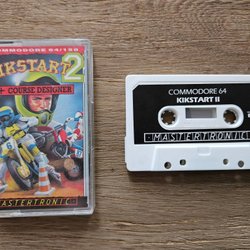 COMMODORE 64/128
KIKSTART 2
+ COURSE DESIGNER
MASTERTRONIC
COMMODORE 64
KIKSTART II
MASTERTRONIC